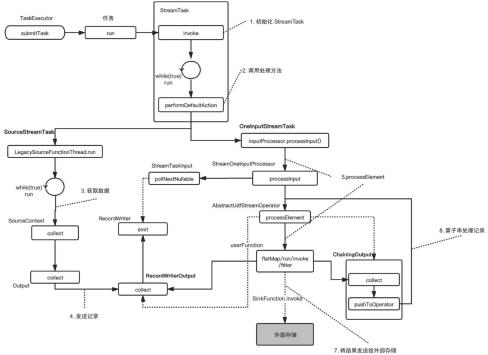 TaskExecutor
任务
StreamTask
submitTask
run
invoke
1. 初始化 StreamTask
while(true)
run
2. 调用处理方法
performDefaultAction
SourceStreamTask
OneInputStreamTask
LegacySourceFunctionThread.run
InputProcessor.processInput()
StreamTaskInput
StreamOneInputProcessor
pollNextNullable
processInput
5.processElement
while(true)
run
3. 获取数据
SourceContext
RecordWriter
AbstractUdfStreamOperator
collect
emit
processElement
8. 算子串处理记录
userFunction
ChainingOutput
RecordWriterOutput
flatMap/run/invoke
/filter
collect
Output
collect
collect
pushToOperator
4. 发送记录
SinkFunction.invoke
外部存储
7. 将结果发送给外部存储